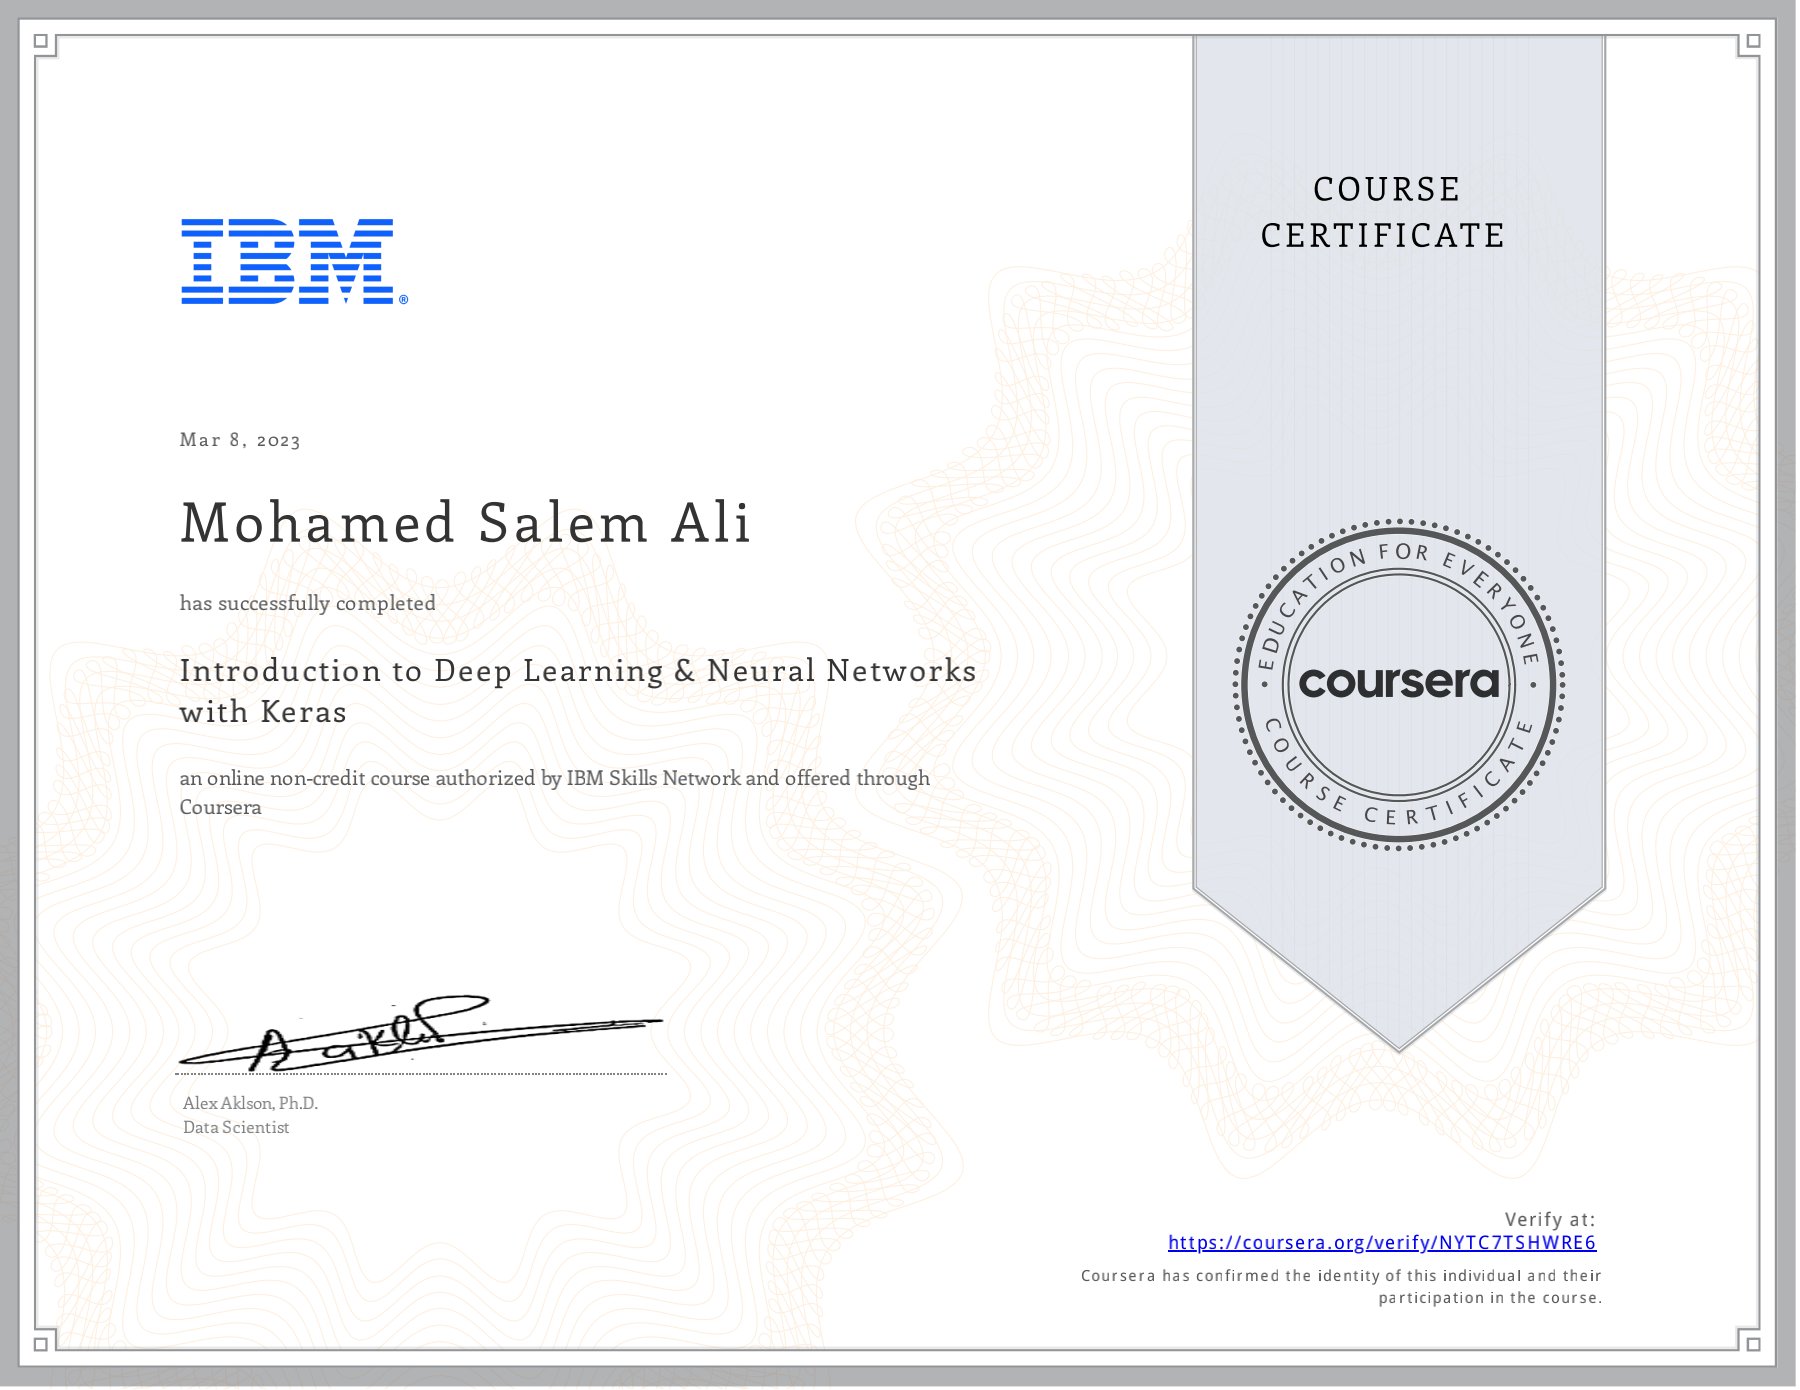 COURSE
CERTIFICATE
IBM®
Mar 8, 2023
Mohamed Salem Ali
has successfully completed
Introduction to Deep Learning & Neural Networks
with Keras
an online non-credit course authorized by IBM Skills Network and offered through
Coursera
EDUCATION FOR EVERYONE
coursera
COURSE CERTIFICATE
Alex Aklson, Ph.D.
Data Scientist
Verify at:
https://coursera.org/verify/NYTC7TSHWRE6
Coursera has confirmed the identity of this individual and their
participation in the course.